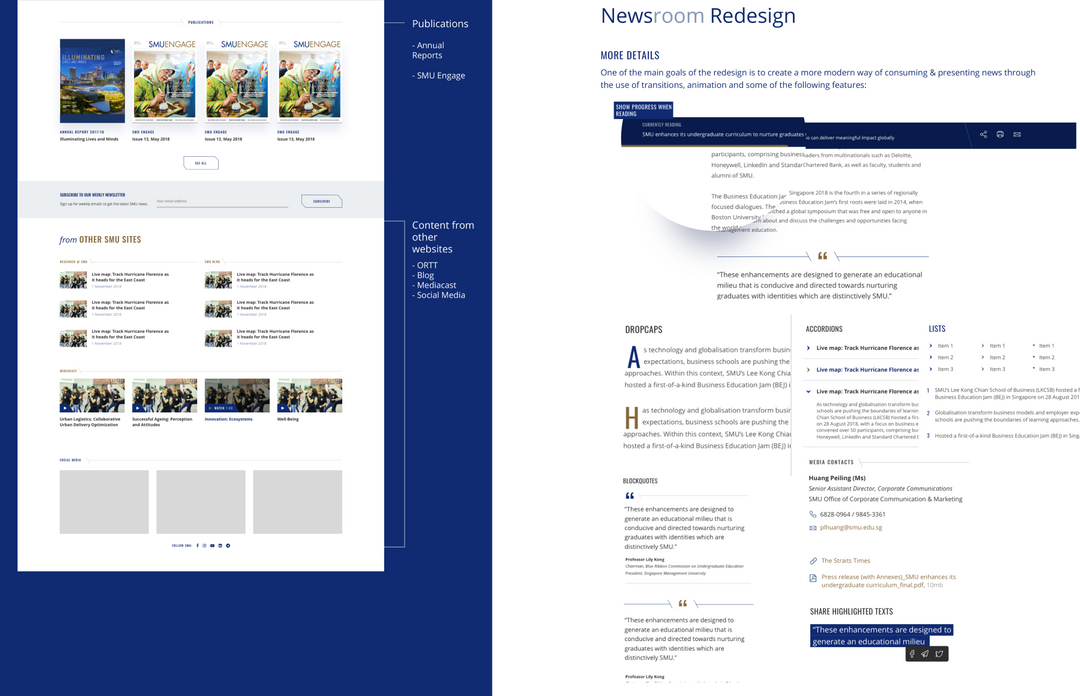 PUBLICATIONS
ILLUMINATING
SMUENGAGE
SMUENGAGE
SMUENGAGE
ANNUAL REPORT 2017/18
Illuminating Lives and Minds
SMU ENGAGE
Issue 13, May 2018
SMU ENGAGE
Issue 13, May 2018
SMU ENGAGE
Issue 13, May 2018
SEE ALL
SUBSCRIBE TO OUR WEEKLY NEWSLETTER
Sign up for weekly emails to get the latest SMU news.
Your email address
SUBSCRIBE
from OTHER SMU SITES
RESEARCH @ SMU
Live map: Track Hurricane Florence as
it heads for the East Coast
1 November 2018
Live map: Track Hurricane Florence as
it heads for the East Coast
1 November 2018
Live map: Track Hurricane Florence as
it heads for the East Coast
1 November 2018
SMU BLOG
Live map: Track Hurricane Florence as
it heads for the East Coast
1 November 2018
Live map: Track Hurricane Florence as
it heads for the East Coast
1 November 2018
Live map: Track Hurricane Florence as
it heads for the East Coast
1 November 2018
MEDIACASTS
WATCH
Urban Logistics: Collaborative
Urban Delivery Optimization
Successful Ageing: Perception
and Attitudes
Innovation: Ecosystems
Well-Being
SOCIAL MEDIA
FOLLOW SMU:
Publications
- Annual
Reports
- SMU Engage
Content from
other
websites
- ORTT
- Blog
- Mediacast
- Social Media
Newsroom Redesign
MORE DETAILS
One of the main goals of the redesign is to create a more modern way of consuming & presenting news through
the use of transitions, animation and some of the following features:
SHOW PROGRESS WHEN
READING
CURRENTLY READING
SMU enhances its undergraduate curriculum to nurture graduates
o can deliver meaningful impact globally
participants, comprising business leaders from multinationals such as Deloitte,
Honeywell, LinkedIn and Standar Chartered Bank, as well as faculty, students and
alumni of SMU.
The Business Education Jar Singapore 2018 is the fourth in a series of regionally
focused dialogues. The siness Education Jam's first roots were laid in 2014, when
Boston University nched a global symposium that was free and open to anyone in
the world about and discuss the challenges and opportunities facing
management education.
"These enhancements are designed to generate an educational
milieu that is conducive and directed towards nurturing
graduates with identities which are distinctively SMU."
DROPCAPS
As technology and globalisation transform busin
expectations, business schools are pushing the
approaches. Within this context, SMU's Lee Kong Chian
hosted a first-of-a-kind Business Education Jam (BEJ) i
Has technology and globalisation transform busin
expectations, business schools are pushing the
approaches. Within this context, SMU's Lee Kong Chian
hosted a first-of-a-kind Business Education Jam (BEJ) in
ACCORDIONS
Live map: Track Hurricane Florence as
Live map: Track Hurricane Florence as
Live map: Track Hurricane Florence as
As technology and globalisation transform bu
schools are pushing the boundaries of learnin
Chian School of Business (LKCSB) hosted a firs
on 28 August 2018, with a focus on business e
convened over 50 participants, comprising bu
Honeywell, LinkedIn and Standard Chartered B
LISTS
Item 1
Item 1
Item 1
Item 2
Item 2
Item 2
Item 3
Item 3
Item 3
1 SMU's Lee Kong Chian School of Business (LKCSB) hosted a f
Business Education Jam (BEJ) in Singapore on 28 August 201
2 Globalisation transform business models and employer exp
schools are pushing the boundaries of learning approaches.
3 Hosted a first-of-a-kind Business Education Jam (BEJ) in Sing
MEDIA CONTACTS
Huang Peiling (Ms)
Senior Assistant Director, Corporate Communications
SMU Office of Corporate Communication & Marketing
6828-0964 / 9845-3361
plhuang@smu.edu.sg
The Straits Times
Press release (with Annexes)_SMU enhances its
undergraduate curriculum_final.pdf, 10mb
BLOCKQUOTES
"These enhancements are designed to
generate an educational milieu that is
conducive and directed towards nurturing
graduates with identities which are
distinctively SMU."
Professor Lily Kong
Chairman, Blue Ribbon Commission on Undergraduate Education
President, Singapore Management University
"These enhancements are designed to
generate an educational milieu that is
conducive and directed towards nurturing
graduates with identities which are
distinctively SMU."
Professor Lily Kong
SHARE HIGHLIGHTED TEXTS
"These enhancements are designed to
generate an educational milieu